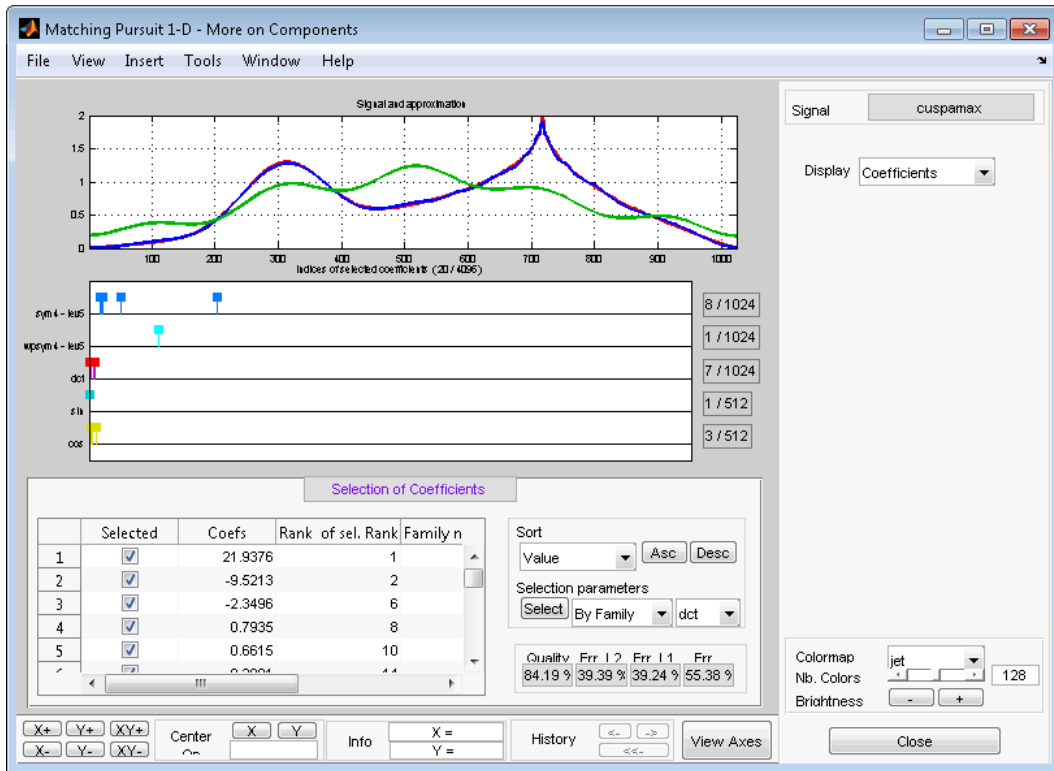 Matching Pursuit 1-D - More on Components
File View Insert Tools Window Help
Signal and approximation
2
1.5
1
0.5
0
100 200 300 400 500 600 700 800 900 1000
Indices of selected coefficients (20 / 4096)
sym4 - lev5
wpsym4 - lev5
dct
sin
cos
8 / 1024
1 / 1024
7 / 1024
1 / 512
3 / 512
Signal cuspamax
Display Coefficients
Selection of Coefficients
Selected Coefs Rank of sel. Rank Family n
1 21.9376 1
2 -9.5213 2
3 -2.3496 6
4 0.7935 8
5 0.6615 10
Sort
Value Asc Desc
Selection parameters
Select By Family dct
Quality Err. L2 Err. L1 Err.
84.19 % 39.39 % 39.24 % 55.38 %
Colormap jet
Nb. Colors 128
Brightness - +
X+ Y+ XY+
X- Y- XY-
Center On X Y
Info X =
Y =
History <- ->
<<-
View Axes
Close